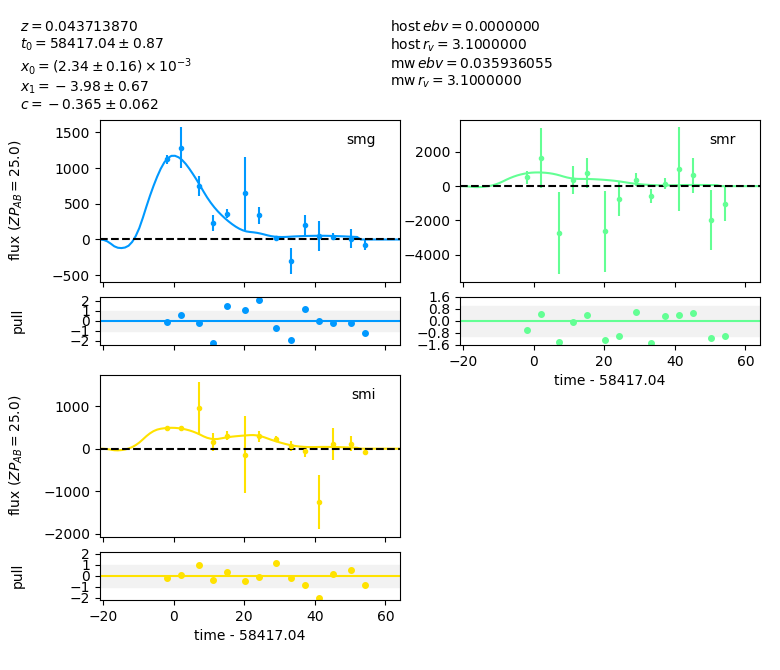 z = 0.043713870
t₀ = 58417.04 ± 0.87
x₀ = (2.34 ± 0.16) × 10⁻³
x₁ = −3.98 ± 0.67
c = −0.365 ± 0.062
host ebv = 0.0000000
host r_v = 3.1000000
mw ebv = 0.035936055
mw r_v = 3.1000000
smg
flux (ZP_AB = 25.0)
1500
1000
500
0
−500
pull
2
1
0
−1
−2
smr
2000
0
−2000
−4000
1.6
0.8
0.0
−0.8
−1.6
−20 0 20 40 60
time - 58417.04
smi
flux (ZP_AB = 25.0)
1000
0
−1000
−2000
pull
2
1
0
−1
−2
−20 0 20 40 60
time - 58417.04